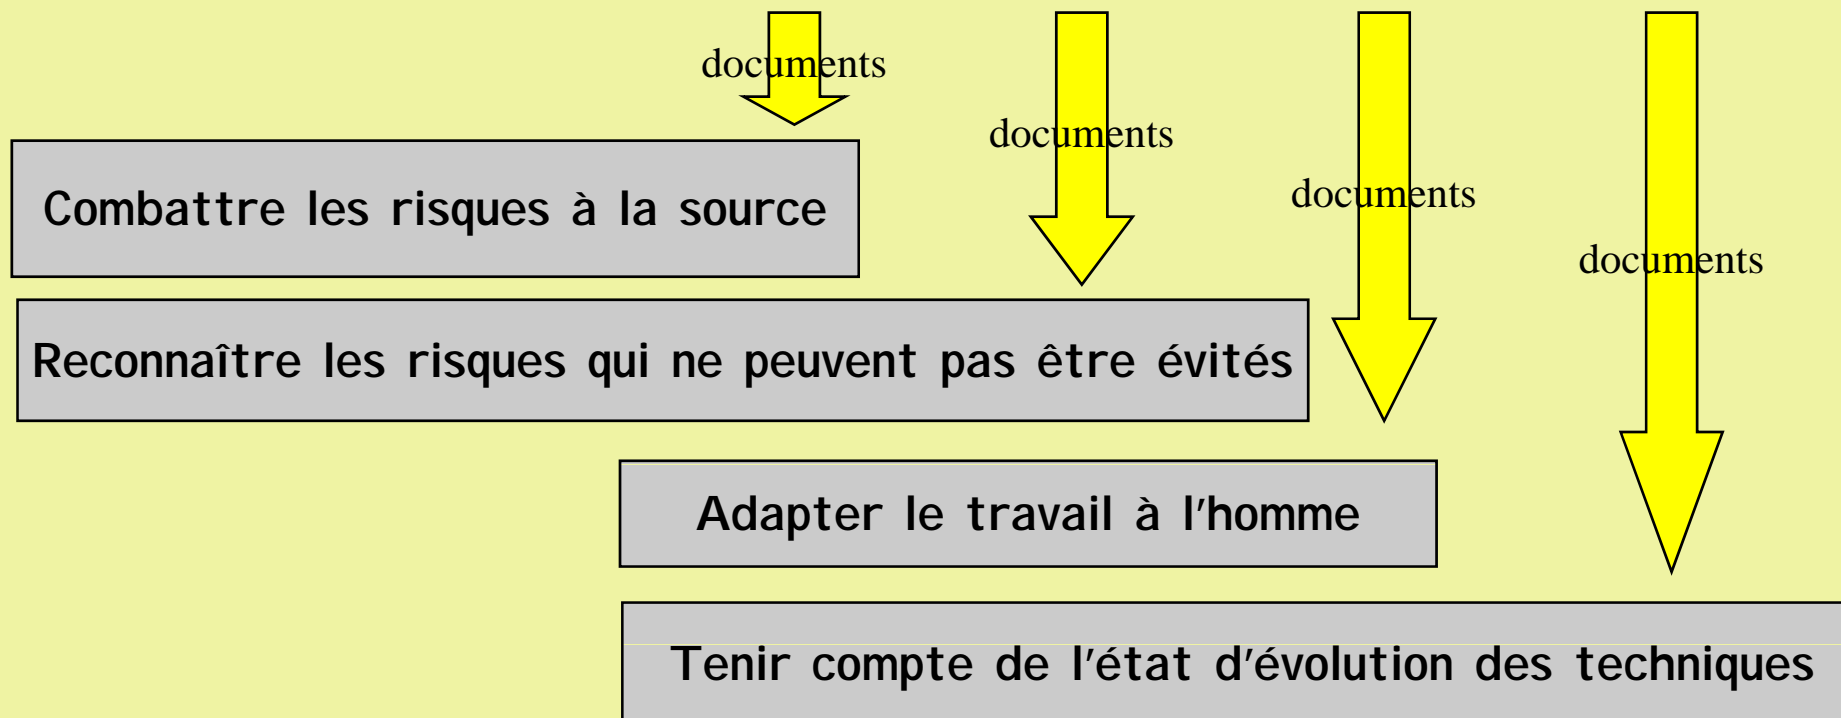 documents
documents
documents
Combattre les risques à la source
documents
Reconnaître les risques qui ne peuvent pas être évités
Adapter le travail à l'homme
Tenir compte de l'état d'évolution des techniques